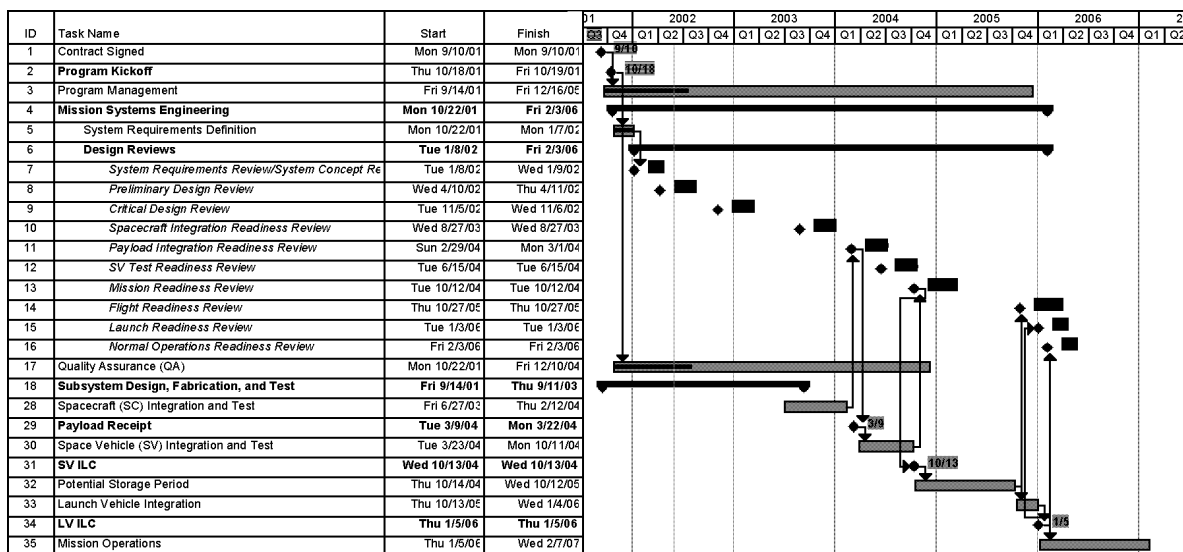 01 2002 2003 2004 2005 2006 2
ID Task Name Start Finish Q3 Q4 Q1 Q2 Q3 Q4 Q1 Q2 Q3 Q4 Q1 Q2 Q3 Q4 Q1 Q2 Q3 Q4 Q1 Q2 Q3 Q4 Q1
1 Contract Signed Mon 9/10/01 Mon 9/10/01 9/10
2 Program Kickoff Thu 10/18/01 Fri 10/19/01 10/18
3 Program Management Fri 9/14/01 Fri 12/16/05
4 Mission Systems Engineering Mon 10/22/01 Fri 2/3/06
5 System Requirements Definition Mon 10/22/01 Mon 1/7/02
6 Design Reviews Tue 1/8/02 Fri 2/3/06
7 System Requirements Review/System Concept Re Tue 1/8/02 Wed 1/9/02
8 Preliminary Design Review Wed 4/10/02 Thu 4/11/02
9 Critical Design Review Tue 11/5/02 Wed 11/6/02
10 Spacecraft Integration Readiness Review Wed 8/27/03 Wed 8/27/03
11 Payload Integration Readiness Review Sun 2/29/04 Mon 3/1/04
12 SV Test Readiness Review Tue 6/15/04 Tue 6/15/04
13 Mission Readiness Review Tue 10/12/04 Tue 10/12/04
14 Flight Readiness Review Thu 10/27/05 Thu 10/27/05
15 Launch Readiness Review Tue 1/3/06 Tue 1/3/06
16 Normal Operations Readiness Review Fri 2/3/06 Fri 2/3/06
17 Quality Assurance (QA) Mon 10/22/01 Fri 12/10/04
18 Subsystem Design, Fabrication, and Test Fri 9/14/01 Thu 9/11/03
28 Spacecraft (SC) Integration and Test Fri 6/27/03 Thu 2/12/04
29 Payload Receipt Tue 3/9/04 Mon 3/22/04 3/9
30 Space Vehicle (SV) Integration and Test Tue 3/23/04 Mon 10/11/04
31 SV ILC Wed 10/13/04 Wed 10/13/04 10/13
32 Potential Storage Period Thu 10/14/04 Wed 10/12/05
33 Launch Vehicle Integration Thu 10/13/05 Wed 1/4/06
34 LV ILC Thu 1/5/06 Thu 1/5/06 1/5
35 Mission Operations Thu 1/5/06 Wed 2/7/07